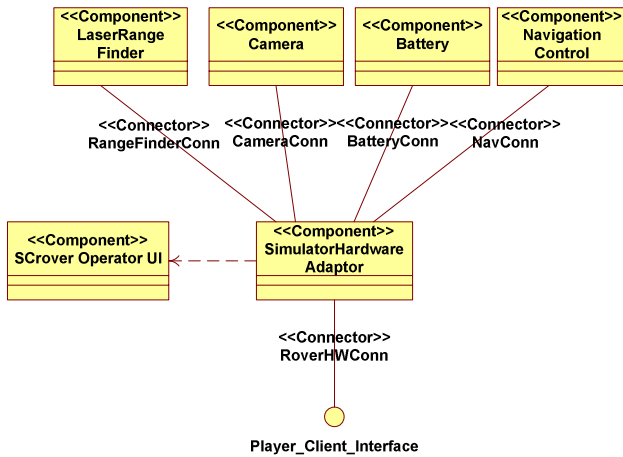 <<Component>>
LaserRange
Finder
<<Component>>
Camera
<<Component>>
Battery
<<Component>>
Navigation
Control
<<Connector>>
RangeFinderConn
<<Connector>>
CameraConn
<<Connector>>
BatteryConn
<<Connector>>
NavConn
<<Component>>
SCrover Operator UI
<<Component>>
SimulatorHardware
Adaptor
<<Connector>>
RoverHWConn
Player_Client_Interface